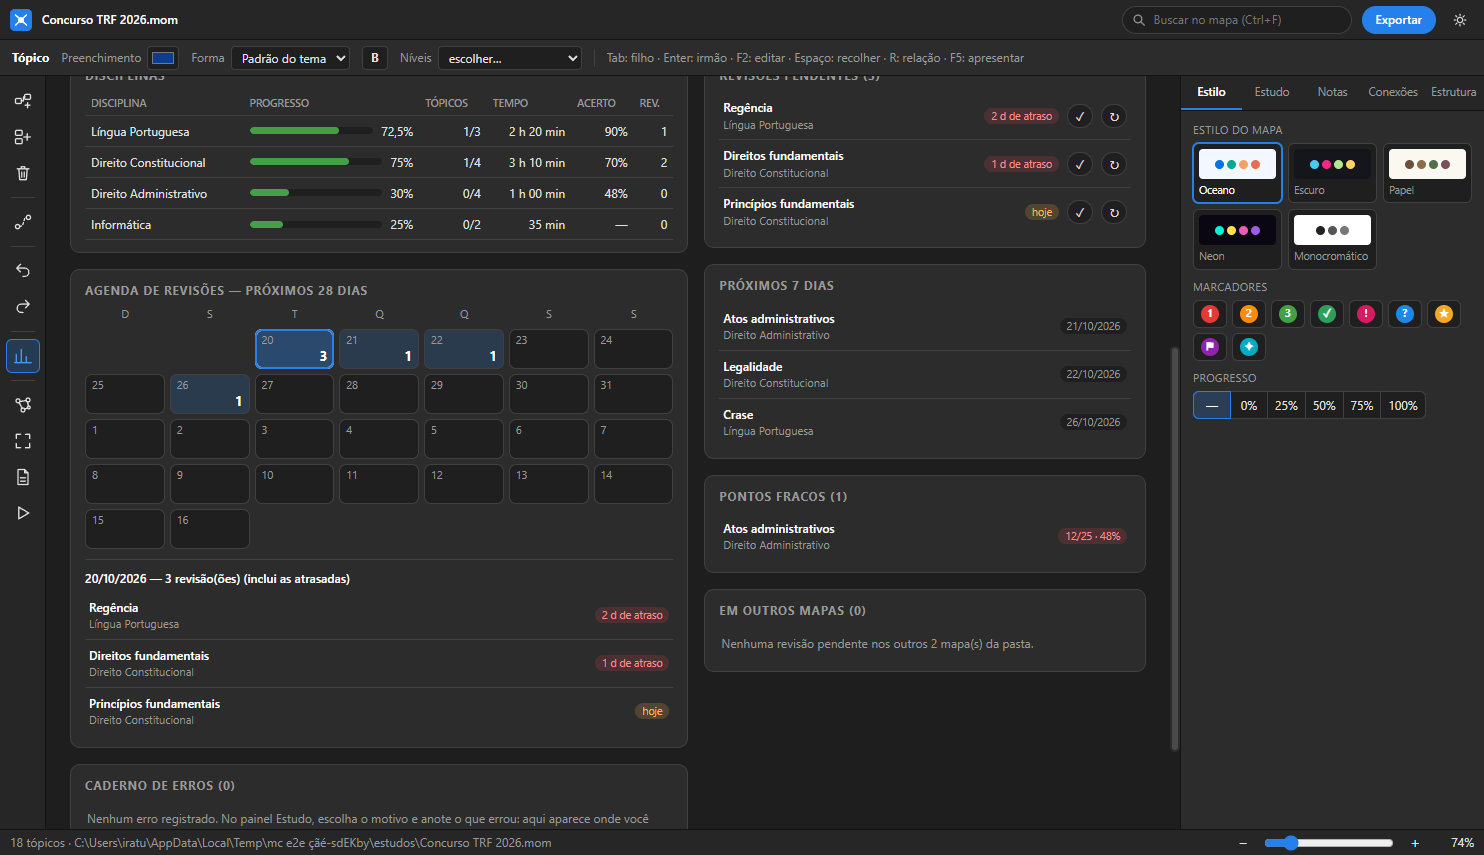 Concurso TRF 2026.mom
Buscar no mapa (Ctrl+F)
Exportar
Tópico Preenchimento Forma Padrão do tema B Níveis escolher... Tab: filho · Enter: irmão · F2: editar · Espaço: recolher · R: relação · F5: apresentar
DISCIPLINAS
DISCIPLINA PROGRESSO TÓPICOS TEMPO ACERTO REV.
Língua Portuguesa 72,5% 1/3 2 h 20 min 90% 1
Direito Constitucional 75% 1/4 3 h 10 min 70% 2
Direito Administrativo 30% 0/4 1 h 00 min 48% 0
Informática 25% 0/2 35 min — 0
AGENDA DE REVISÕES — PRÓXIMOS 28 DIAS
D S T Q Q S S
20 3 21 1 22 1 23 24
25 26 1 27 28 29 30 31
1 2 3 4 5 6 7
8 9 10 11 12 13 14
15 16
20/10/2026 — 3 revisão(ões) (inclui as atrasadas)
Regência
Língua Portuguesa
2 d de atraso
Direitos fundamentais
Direito Constitucional
1 d de atraso
Princípios fundamentais
Direito Constitucional
hoje
CADERNO DE ERROS (0)
Nenhum erro registrado. No painel Estudo, escolha o motivo e anote o que errou: aqui aparece onde você
REVISÕES PENDENTES (3)
Regência
Língua Portuguesa
2 d de atraso
Direitos fundamentais
Direito Constitucional
1 d de atraso
Princípios fundamentais
Direito Constitucional
hoje
PRÓXIMOS 7 DIAS
Atos administrativos
Direito Administrativo
21/10/2026
Legalidade
Direito Constitucional
22/10/2026
Crase
Língua Portuguesa
26/10/2026
PONTOS FRACOS (1)
Atos administrativos
Direito Administrativo
12/25 · 48%
EM OUTROS MAPAS (0)
Nenhuma revisão pendente nos outros 2 mapa(s) da pasta.
Estilo Estudo Notas Conexões Estrutura
ESTILO DO MAPA
Oceano Escuro Papel
Neon Monocromático
MARCADORES
1 2 3 ✓ ! ? ★
PROGRESSO
— 0% 25% 50% 75% 100%
18 tópicos · C:\Users\iratu\AppData\Local\Temp\mc e2e çãé-sdEKby\estudos\Concurso TRF 2026.mom
− + 74%